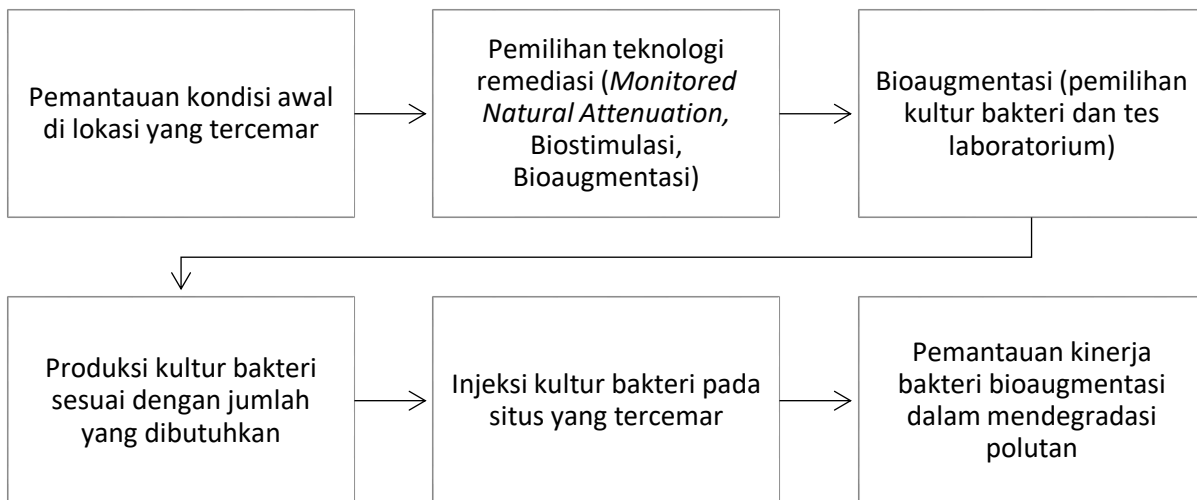 Pemantauan kondisi awal
di lokasi yang tercemar
Pemilihan teknologi
remediasi (Monitored
Natural Attenuation,
Biostimulasi,
Bioaugmentasi)
Bioaugmentasi (pemilihan
kultur bakteri dan tes
laboratorium)
Produksi kultur bakteri
sesuai dengan jumlah
yang dibutuhkan
Injeksi kultur bakteri pada
situs yang tercemar
Pemantauan kinerja
bakteri bioaugmentasi
dalam mendegradasi
polutan